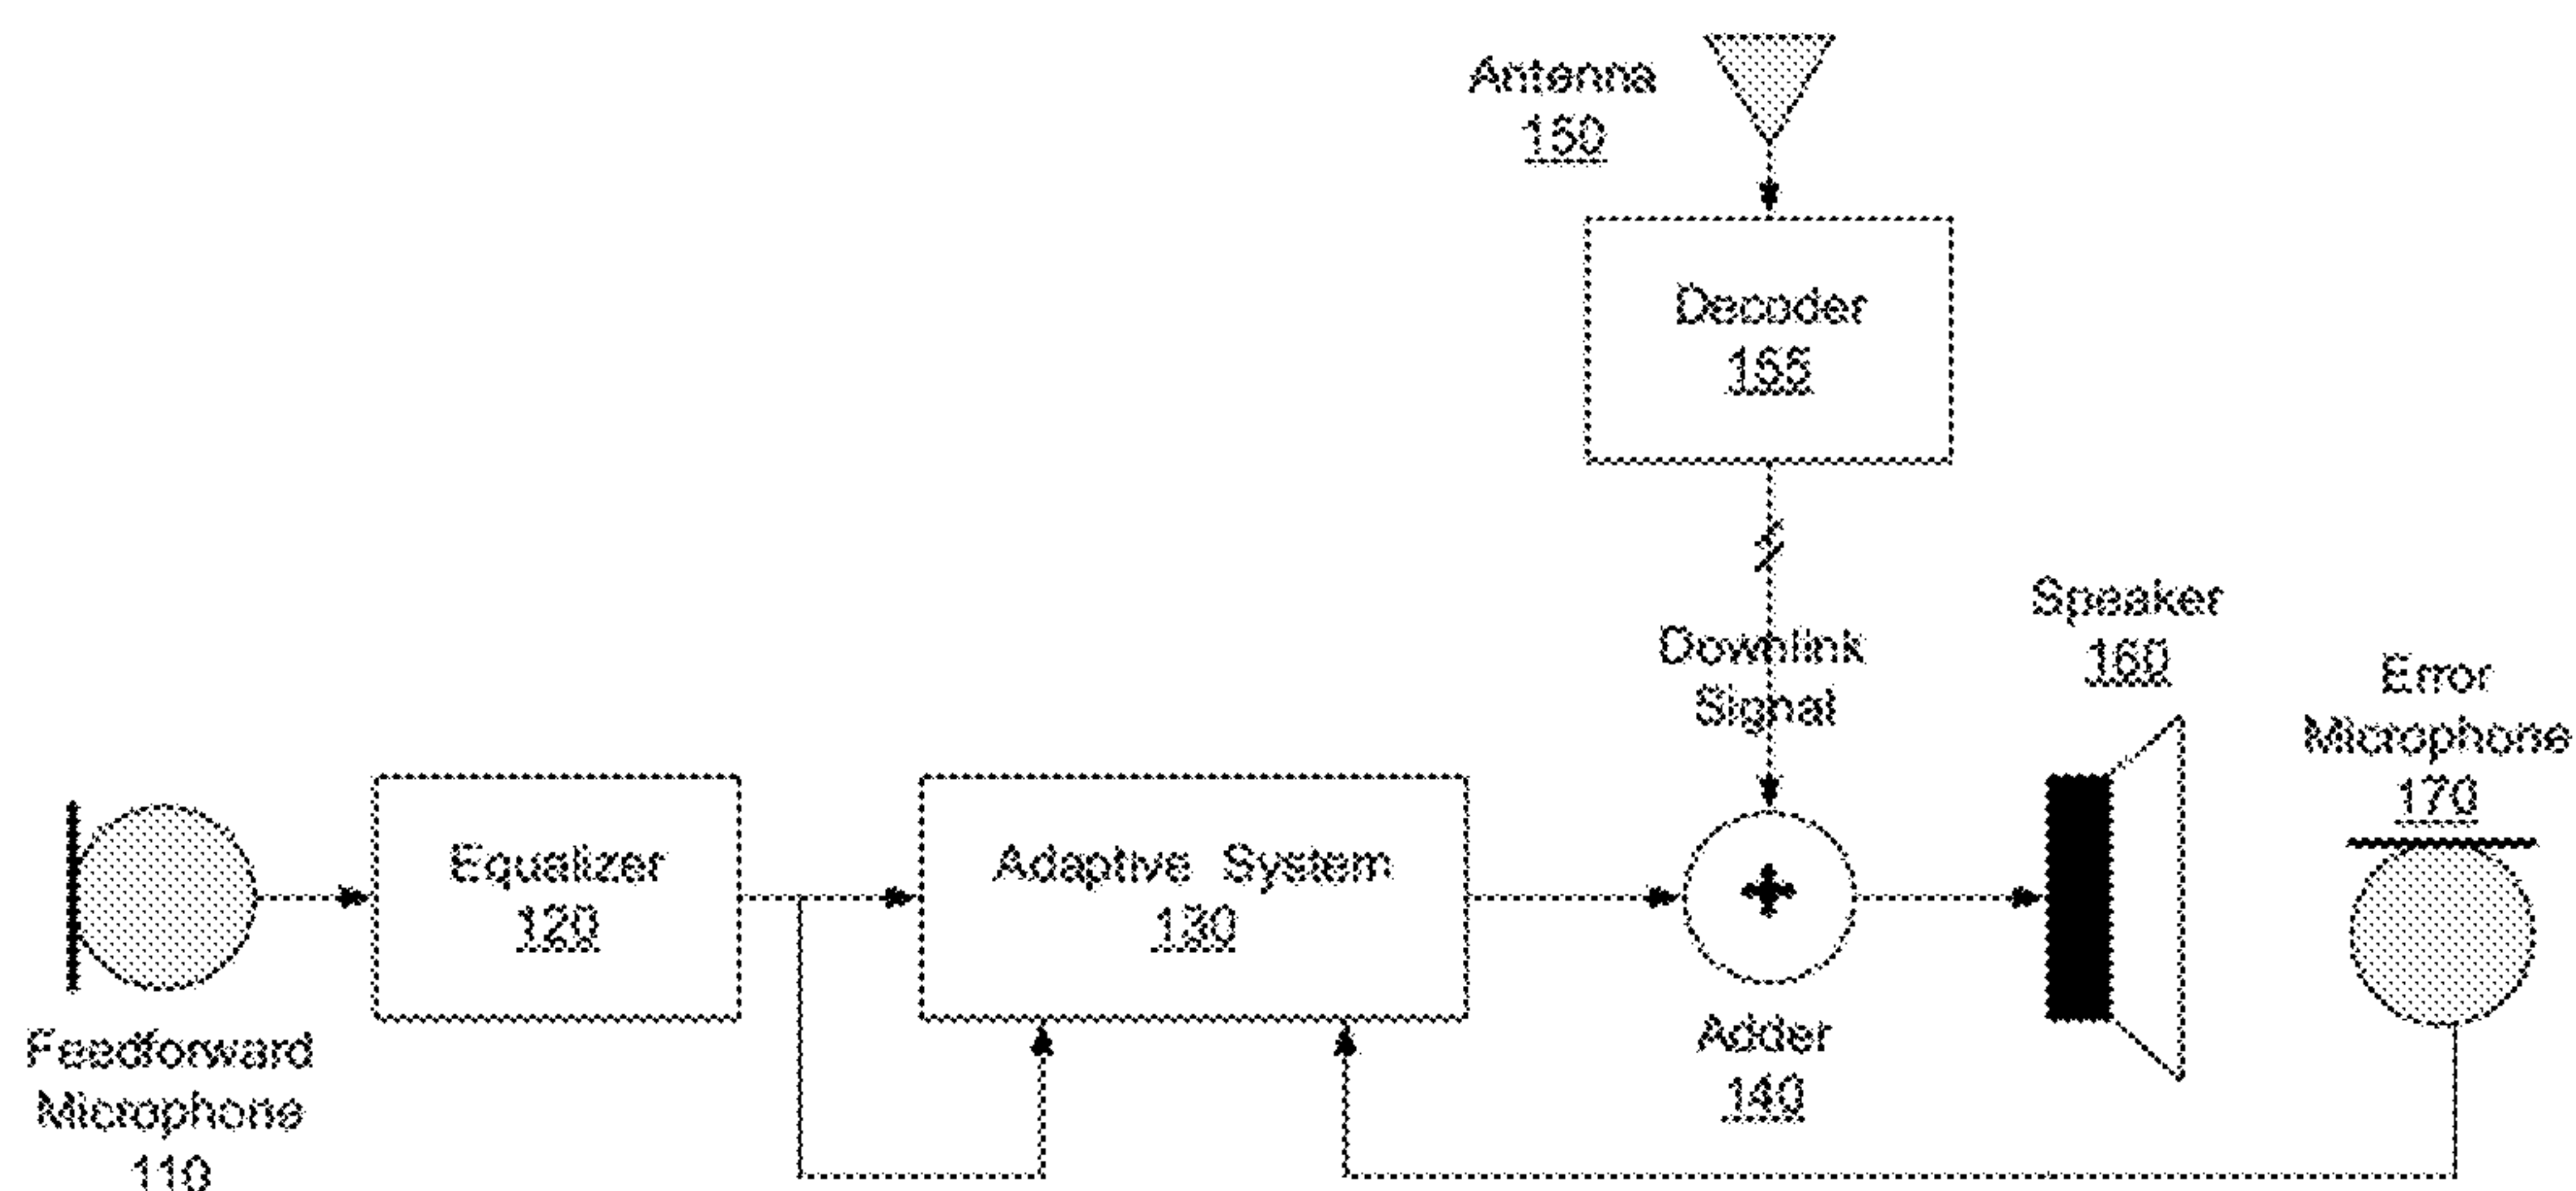 Antenna
150
Decoder
155
Downlink
Signal
Speaker
160
Error
Microphone
170
Equalizer
120
Adaptive System
130
+
Adder
140
Feedforward
Microphone
110